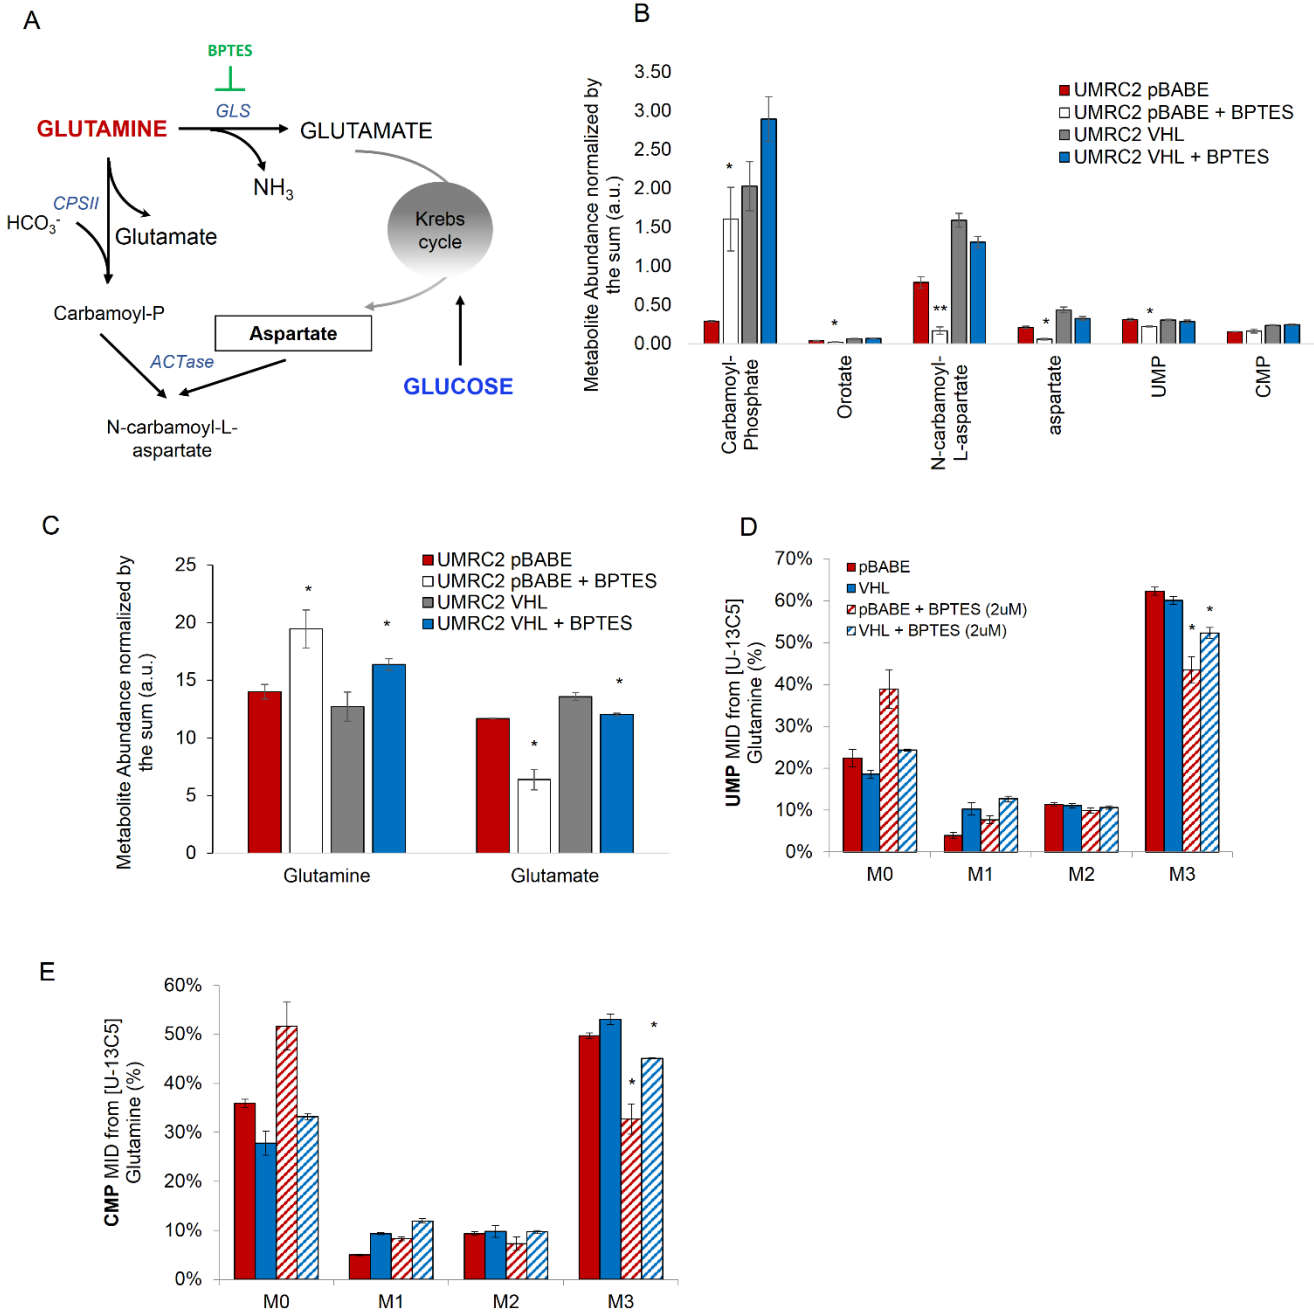 A
BPTES
GLS
GLUTAMINE
GLUTAMATE
NH3
CPSII
HCO3-
Glutamate
Krebs
cycle
Carbamoyl-P
Aspartate
ACTase
GLUCOSE
N-carbamoyl-L-
aspartate
B
Metabolite Abundance normalized by
the sum (a.u.)
3.50
3.00
2.50
2.00
1.50
1.00
0.50
0.00
UMRC2 pBABE
UMRC2 pBABE + BPTES
UMRC2 VHL
UMRC2 VHL + BPTES
*
*
**
*
*
Carbamoyl-
Phosphate
Orotate
N-carbamoyl-
L-aspartate
aspartate
UMP
CMP
C
Metabolite Abundance normalized by
the sum (a.u.)
25
20
15
10
5
0
UMRC2 pBABE
UMRC2 pBABE + BPTES
UMRC2 VHL
UMRC2 VHL + BPTES
*
*
*
*
Glutamine
Glutamate
D
UMP MID from [U-13C5]
Glutamine (%)
70%
60%
50%
40%
30%
20%
10%
0%
pBABE
VHL
pBABE + BPTES (2uM)
VHL + BPTES (2uM)
*
*
M0
M1
M2
M3
E
CMP MID from [U-13C5]
Glutamine (%)
60%
50%
40%
30%
20%
10%
0%
*
*
M0
M1
M2
M3